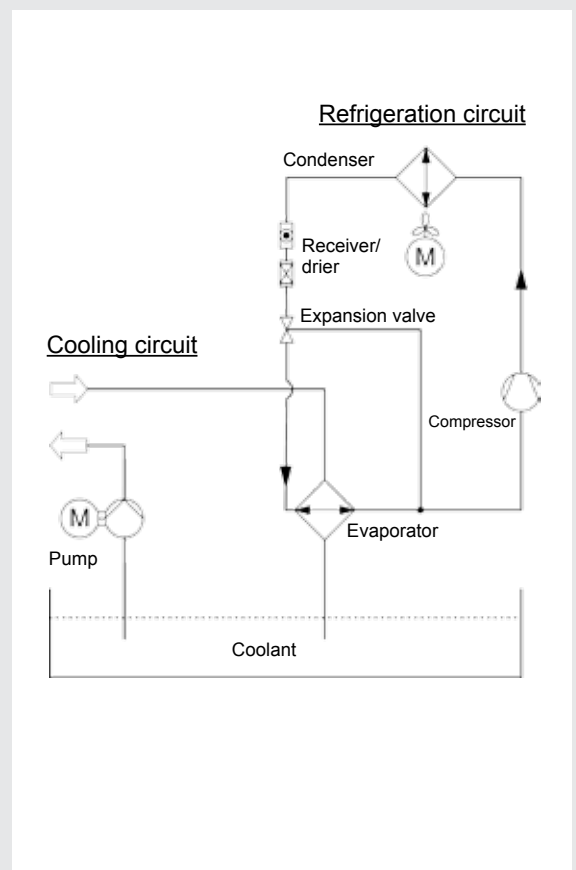 Refrigeration circuit
Condenser
M
Receiver/
drier
Expansion valve
Cooling circuit
Compressor
M
Evaporator
Pump
Coolant